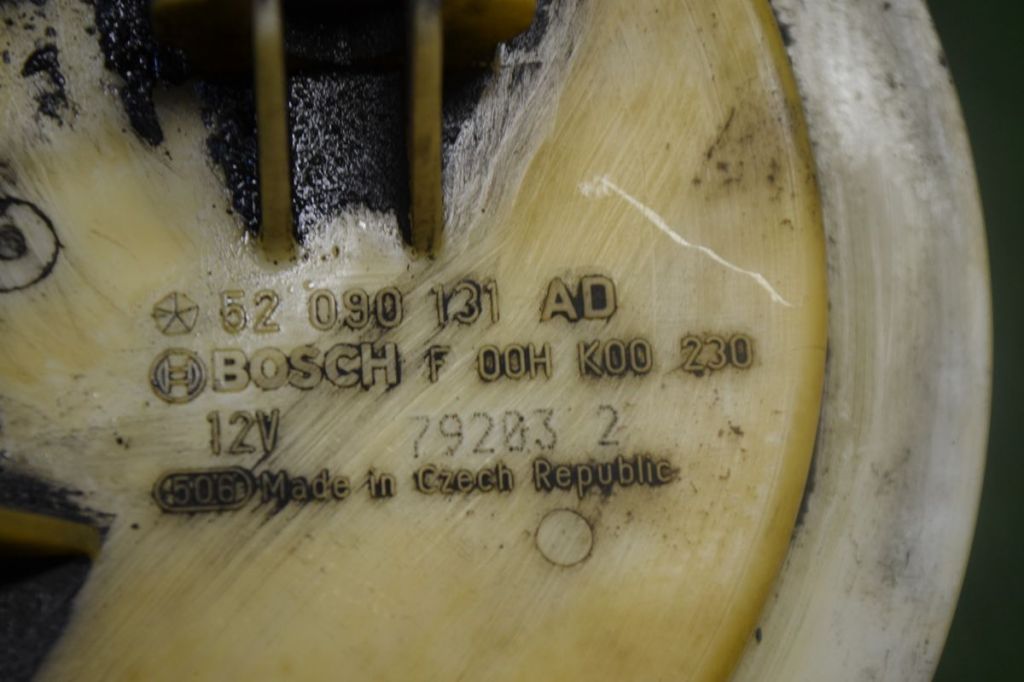 52 090 131 AD
BOSCH F 00H K00 230
12V 79203 2
506 Made in Czech Republic